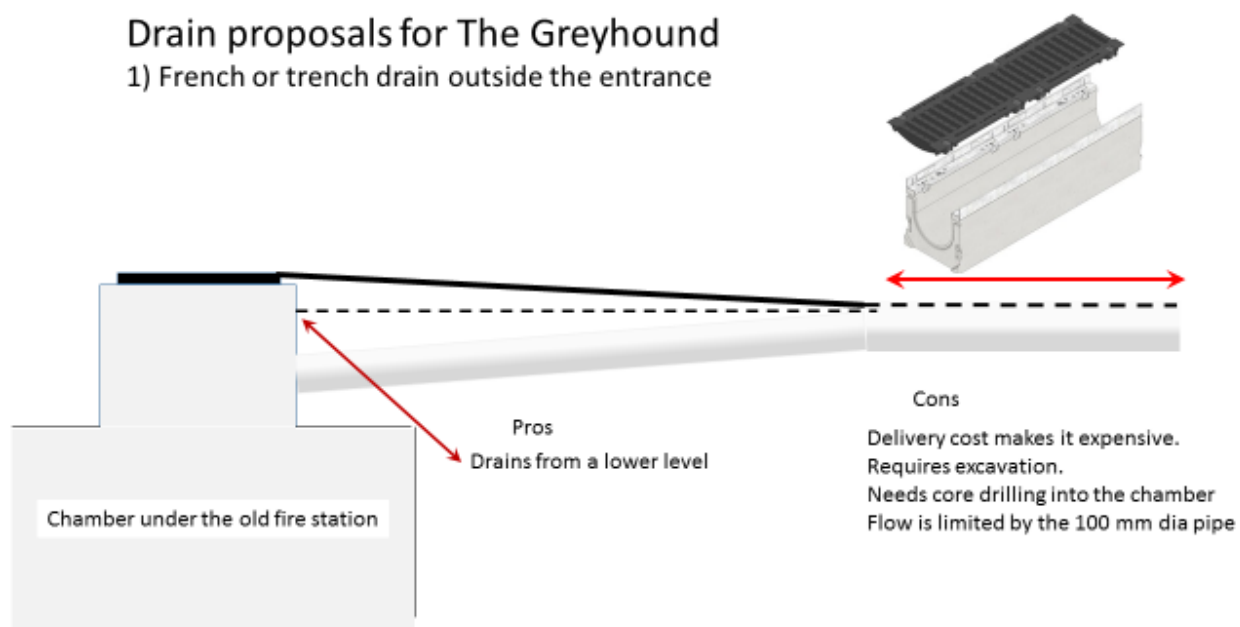 Drain proposals for The Greyhound
1) French or trench drain outside the entrance
Pros
Drains from a lower level
Cons
Delivery cost makes it expensive.
Requires excavation.
Needs core drilling into the chamber
Flow is limited by the 100 mm dia pipe
Chamber under the old fire station